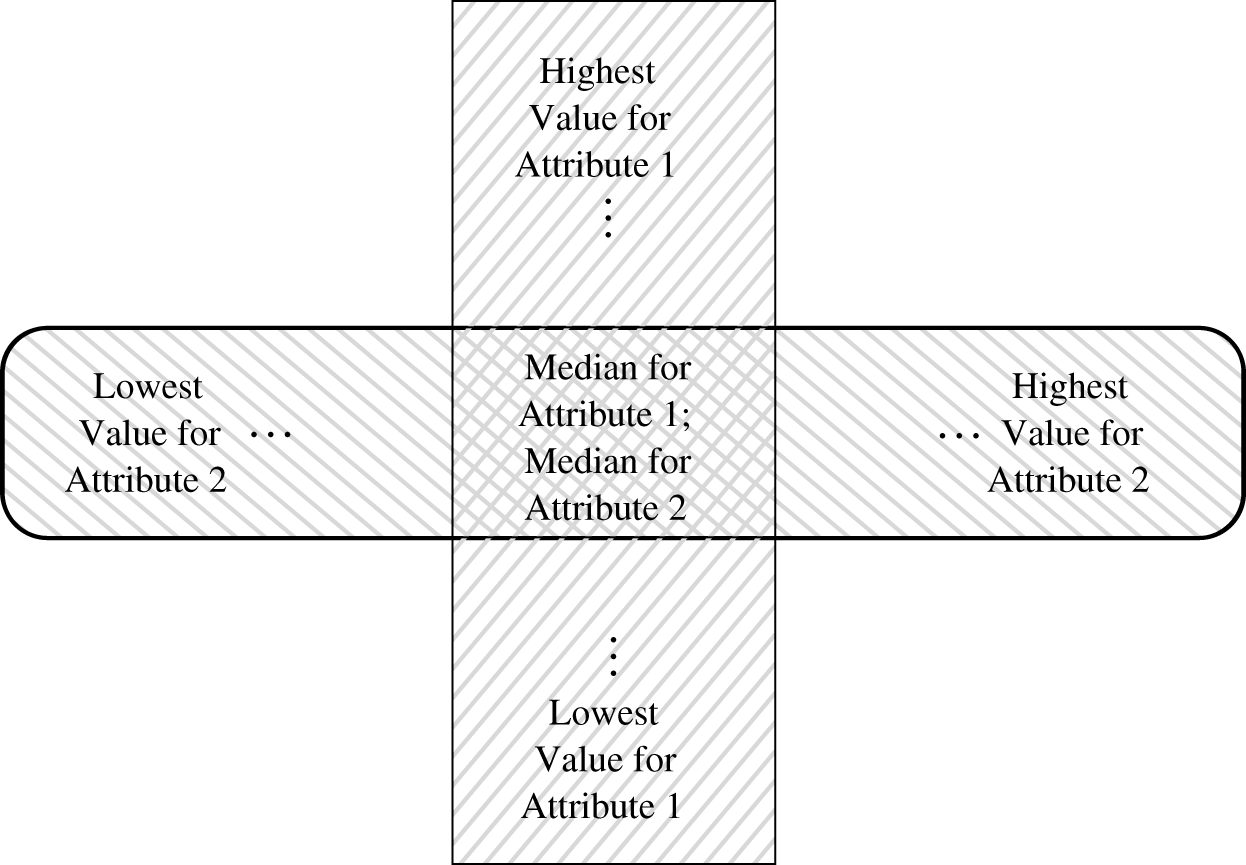 Highest
Value for
Attribute 1
⋮
Lowest
Value for
Attribute 2
⋯
Median for
Attribute 1;
Median for
Attribute 2
⋯
Highest
Value for
Attribute 2
⋮
Lowest
Value for
Attribute 1